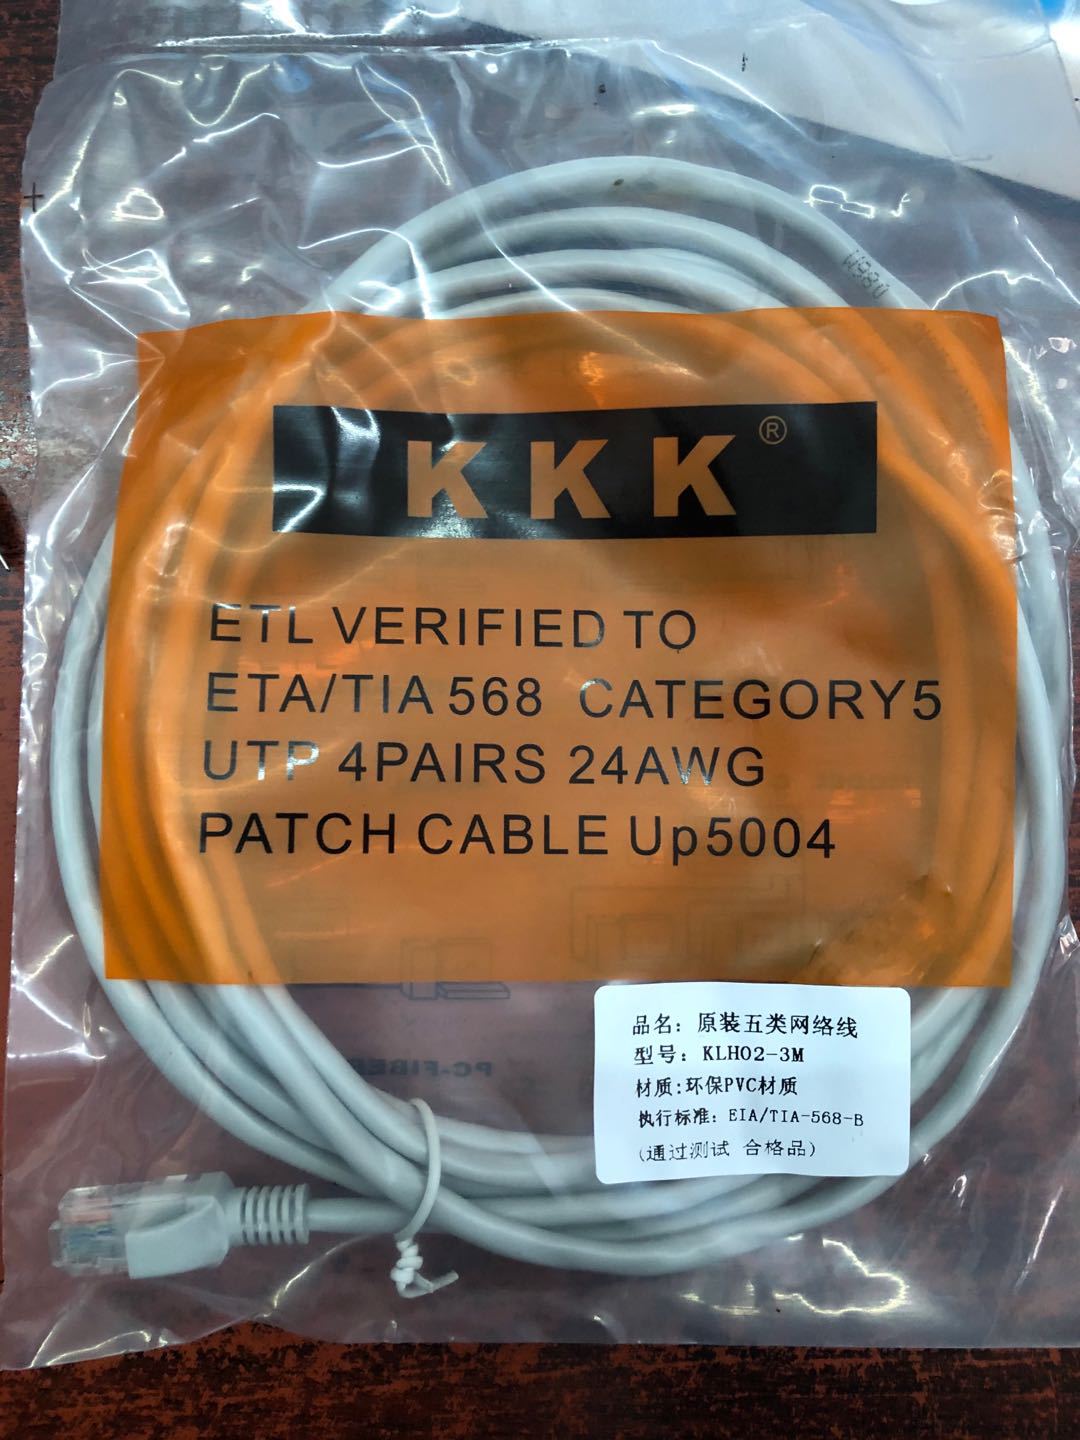 KKK®
ETL VERIFIED TO
ETA/TIA 568 CATEGORY5
UTP 4PAIRS 24AWG
PATCH CABLE Up5004
品名：原装五类网络线
型号：KLH02-3M
材质:环保PVC材质
执行标准：EIA/TIA-568-B
(通过测试 合格品)